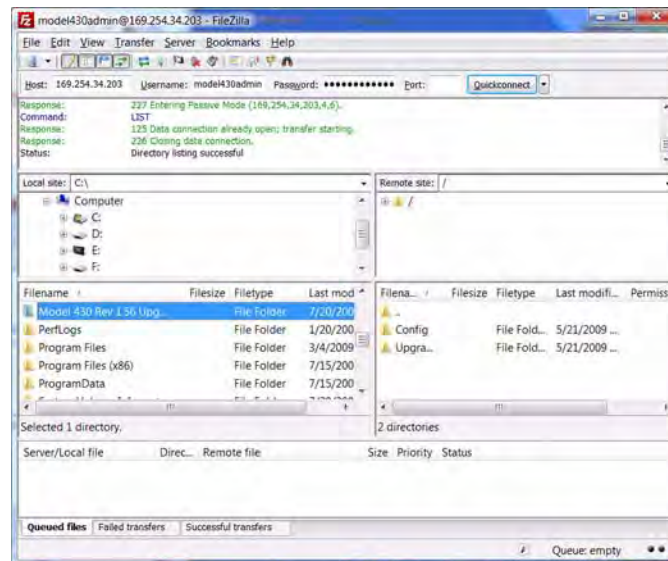 model430admin@169.254.34.203 - FileZilla
File Edit View Transfer Server Bookmarks Help
Host: 169.254.34.203 Username: model430admin Password: ●●●●●●●●●●●● Port: Quickconnect
Response: 227 Entering Passive Mode (169,254,34,203,4,6).
Command: LIST
Response: 125 Data connection already open; transfer starting.
Response: 226 Closing data connection.
Status: Directory listing successful
Local site: C:\
Remote site: /
Computer
C:
D:
E:
F:
/
Filename Filesize Filetype Last mod
Model 430 Rev 1.56 Upg... File Folder 7/20/200
PerfLogs File Folder 1/20/200
Program Files File Folder 3/4/2009
Program Files (x86) File Folder 7/15/200
ProgramData File Folder 7/15/200
Selected 1 directory.
Filena... Filesize Filetype Last modifi... Permiss
..
Config File Fold... 5/21/2009 ...
Upgra... File Fold... 5/21/2009 ...
2 directories
Server/Local file Direc... Remote file Size Priority Status
Queued files Failed transfers Successful transfers
Queue: empty